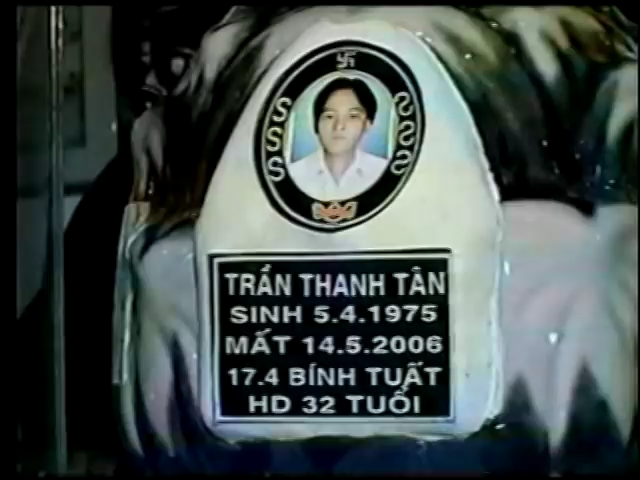 TRẦN THANH TÂN
SINH 5.4.1975
MẤT 14.5.2006
17.4 BÍNH TUẤT
HD 32 TUỔI